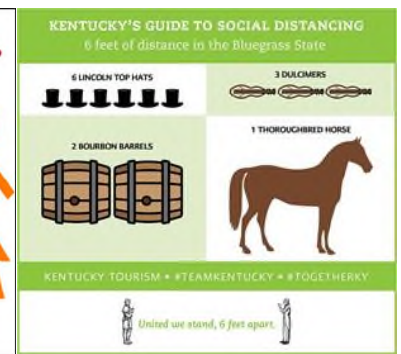 KENTUCKY'S GUIDE TO SOCIAL DISTANCING
6 feet of distance in the Bluegrass State
6 LINCOLN TOP HATS
3 DULCIMERS
2 BOURBON BARRELS
1 THOROUGHBRED HORSE
KENTUCKY TOURISM • #TEAMKENTUCKY • #TOGETHERKY
United we stand, 6 feet apart.